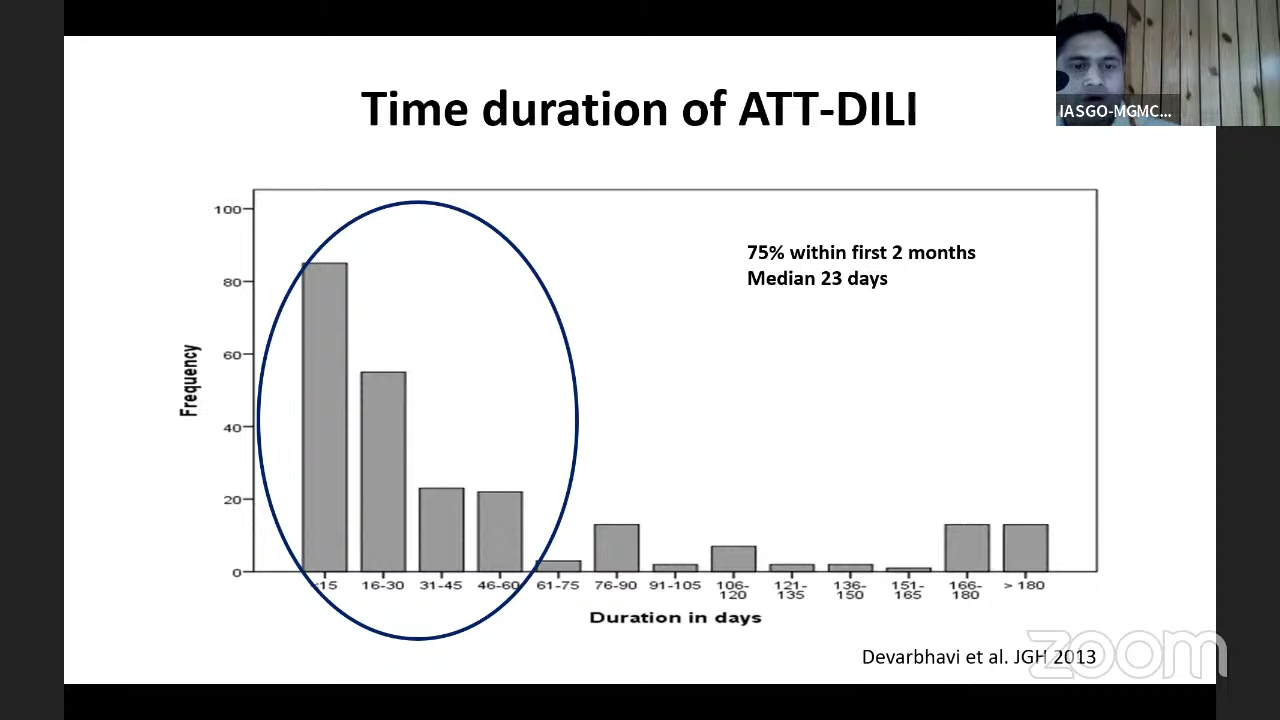 Time duration of ATT-DILI
IASGO-MGMC...
75% within first 2 months
Median 23 days
Frequency
100
80
60
40
20
0
<15 16-30 31-45 46-60 61-75 76-90 91-105 106-120 121-135 136-150 151-165 166-180 > 180
Duration in days
Devarbhavi et al. JGH 2013
zoom